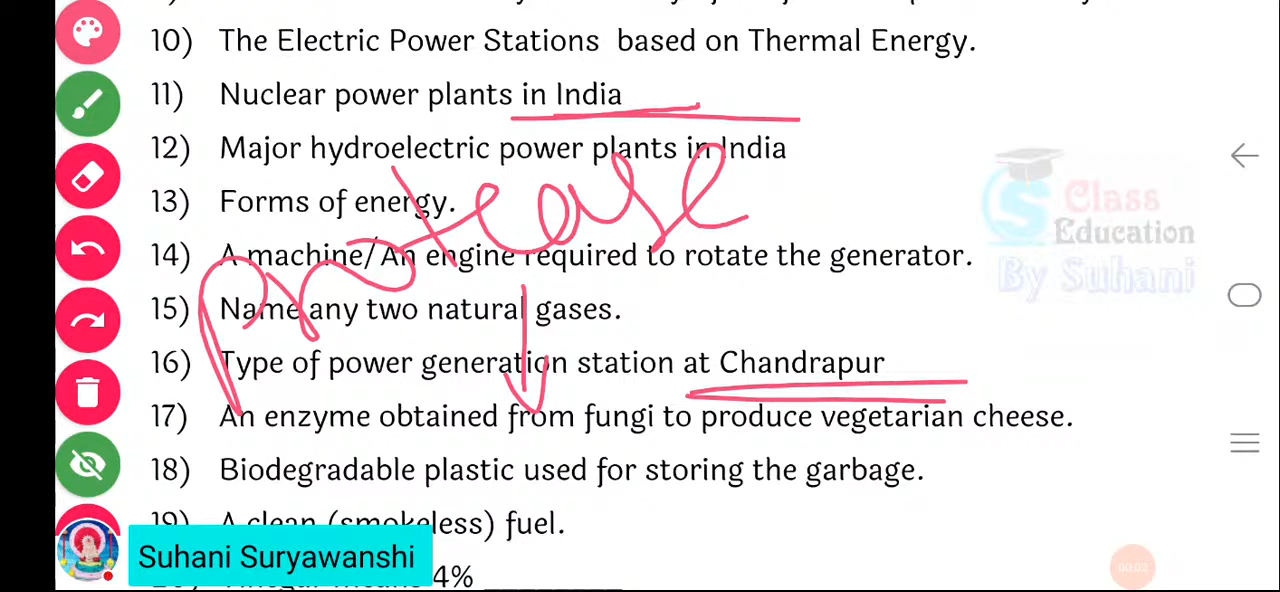 10) The Electric Power Stations based on Thermal Energy.
11) Nuclear power plants in India
12) Major hydroelectric power plants in India
13) Forms of energy.
14) A machine/An engine required to rotate the generator.
15) Name any two natural gases.
16) Type of power generation station at Chandrapur
17) An enzyme obtained from fungi to produce vegetarian cheese.
18) Biodegradable plastic used for storing the garbage.
19) A clean (smokeless) fuel.
4%
protease
Class
Education
By Suhani
Suhani Suryawanshi
00:02